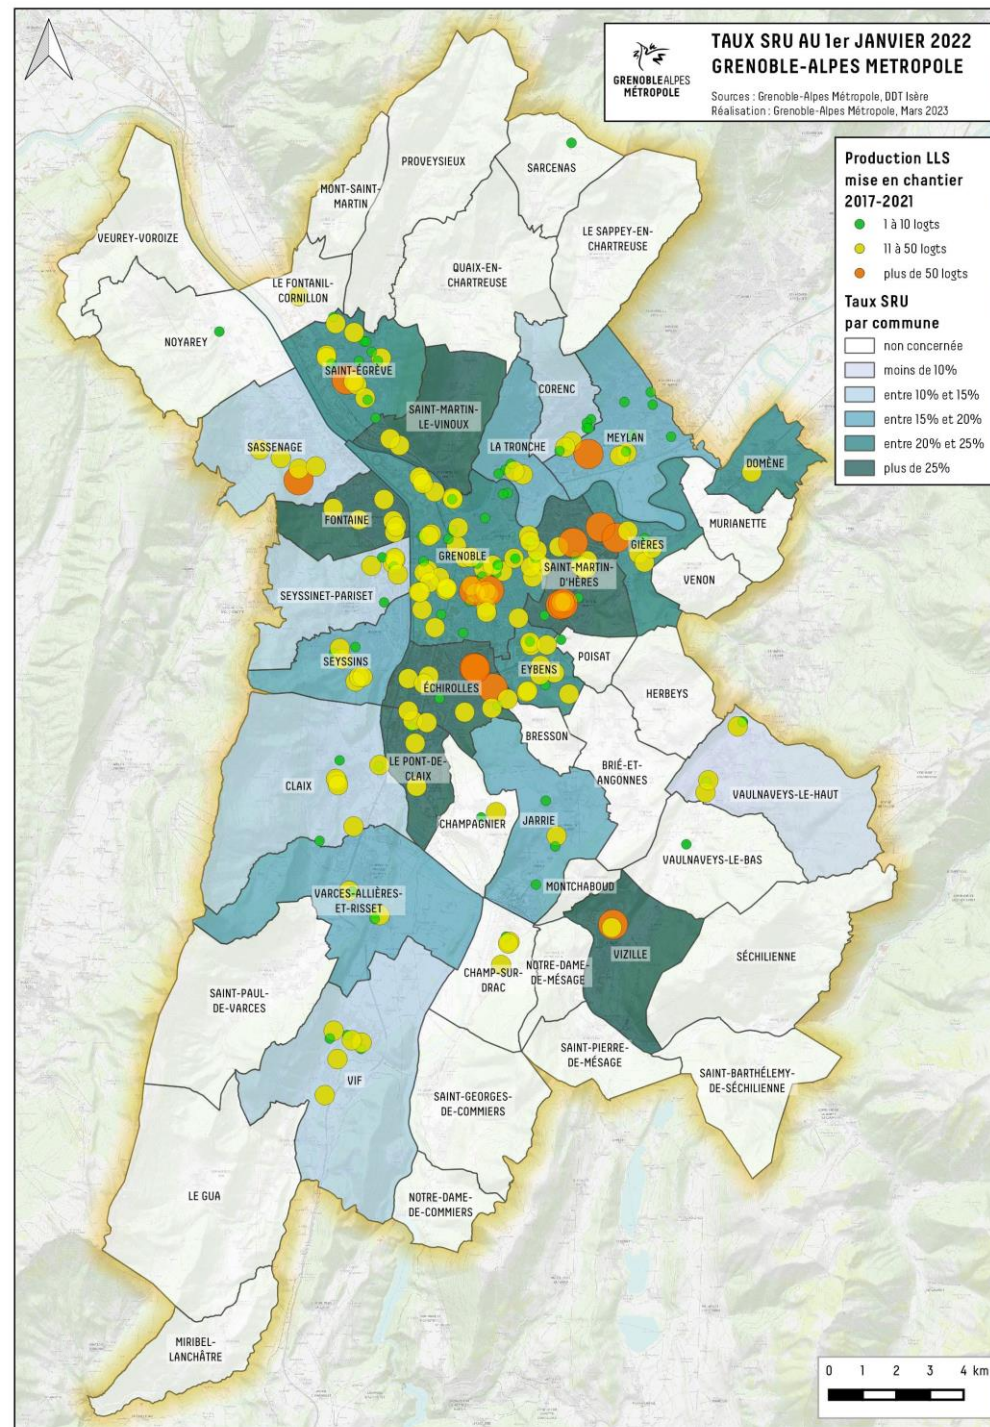 TAUX SRU AU 1er JANVIER 2022
GRENOBLE-ALPES METROPOLE
GRENOBLEALPES
MÉTROPOLE
Sources : Grenoble-Alpes Métropole, DDT Isère
Réalisation : Grenoble-Alpes Métropole, Mars 2023
Production LLS
mise en chantier
2017-2021
1 à 10 logts
11 à 50 logts
plus de 50 logts
Taux SRU
par commune
non concernée
moins de 10%
entre 10% et 15%
entre 15% et 20%
entre 20% et 25%
plus de 25%
PROVEYSIEUX
SARCENAS
MONT-SAINT-
MARTIN
VEUREY-VOROIZE
LE SAPPEY-EN-
CHARTREUSE
QUAIX-EN-
CHARTREUSE
LE FONTANIL-
CORNILLON
NOYAREY
SAINT-ÉGRÈVE
CORENC
SAINT-MARTIN-
LE-VINOUX
LA TRONCHE
MEYLAN
SASSENAGE
DOMÈNE
FONTAINE
MURIANETTE
GRENOBLE
GIÈRES
SAINT-MARTIN-
D'HÈRES
VENON
SEYSSINET-PARISET
SEYSSINS
POISAT
EYBENS
ÉCHIROLLES
HERBEYS
BRESSON
BRIÉ-ET-
ANGONNES
LE PONT-DE-
CLAIX
CLAIX
VAULNAVEYS-LE-HAUT
CHAMPAGNIER
JARRIE
VAULNAVEYS-LE-BAS
MONTCHABOUD
VARCES-ALLIÈRES-
ET-RISSET
VIZILLE
SÉCHILIENNE
CHAMP-SUR-
DRAC
NOTRE-DAME-
DE-MÉSAGE
SAINT-PAUL-
DE-VARCES
SAINT-PIERRE-
DE-MÉSAGE
SAINT-BARTHÉLEMY-
DE-SÉCHILIENNE
VIF
SAINT-GEORGES-
DE-COMMIERS
LE GUA
NOTRE-DAME-
DE-COMMIERS
MIRIBEL-
LANCHÂTRE
0 1 2 3 4 km